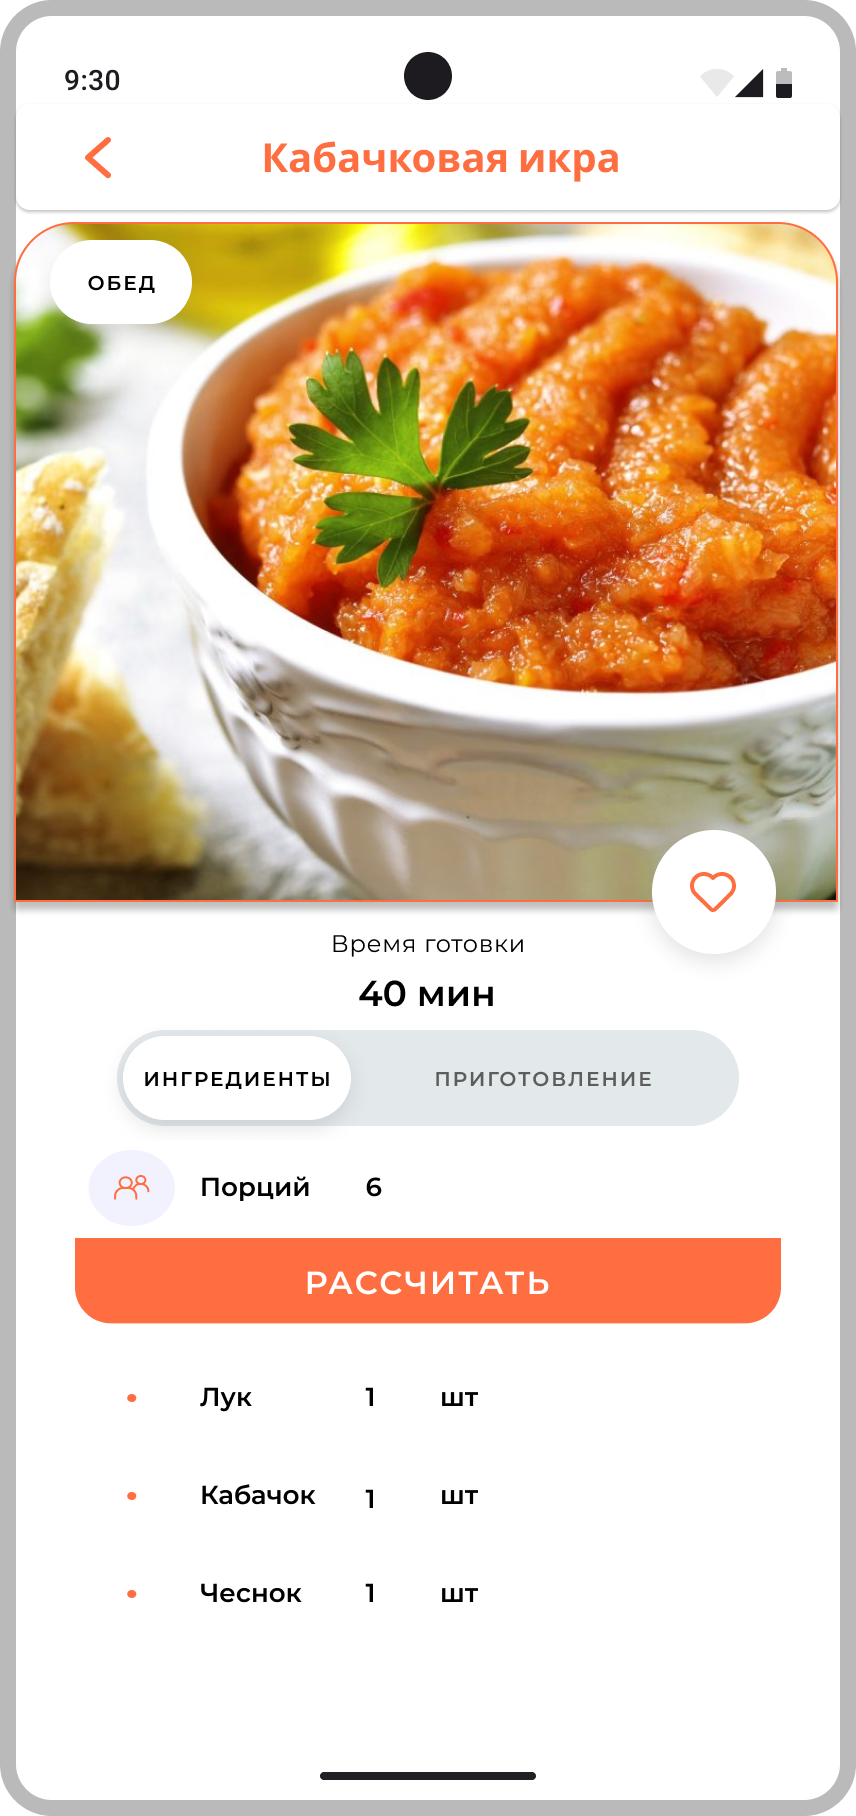 9:30
Кабачковая икра
ОБЕД
Время готовки
40 мин
ИНГРЕДИЕНТЫ ПРИГОТОВЛЕНИЕ
Порций 6
РАССЧИТАТЬ
• Лук 1 шт
• Кабачок 1 шт
• Чеснок 1 шт